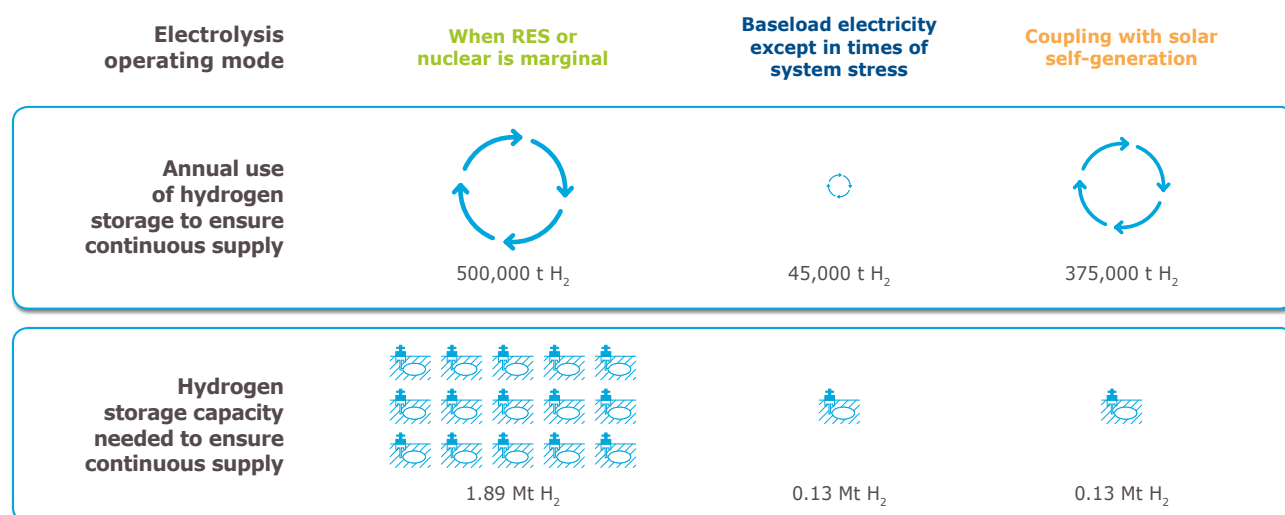 Electrolysis
operating mode
When RES or
nuclear is marginal
Baseload electricity
except in times of
system stress
Coupling with solar
self-generation
Annual use
of hydrogen
storage to ensure
continuous supply
500,000 t H₂
45,000 t H₂
375,000 t H₂
Hydrogen
storage capacity
needed to ensure
continuous supply
1.89 Mt H₂
0.13 Mt H₂
0.13 Mt H₂